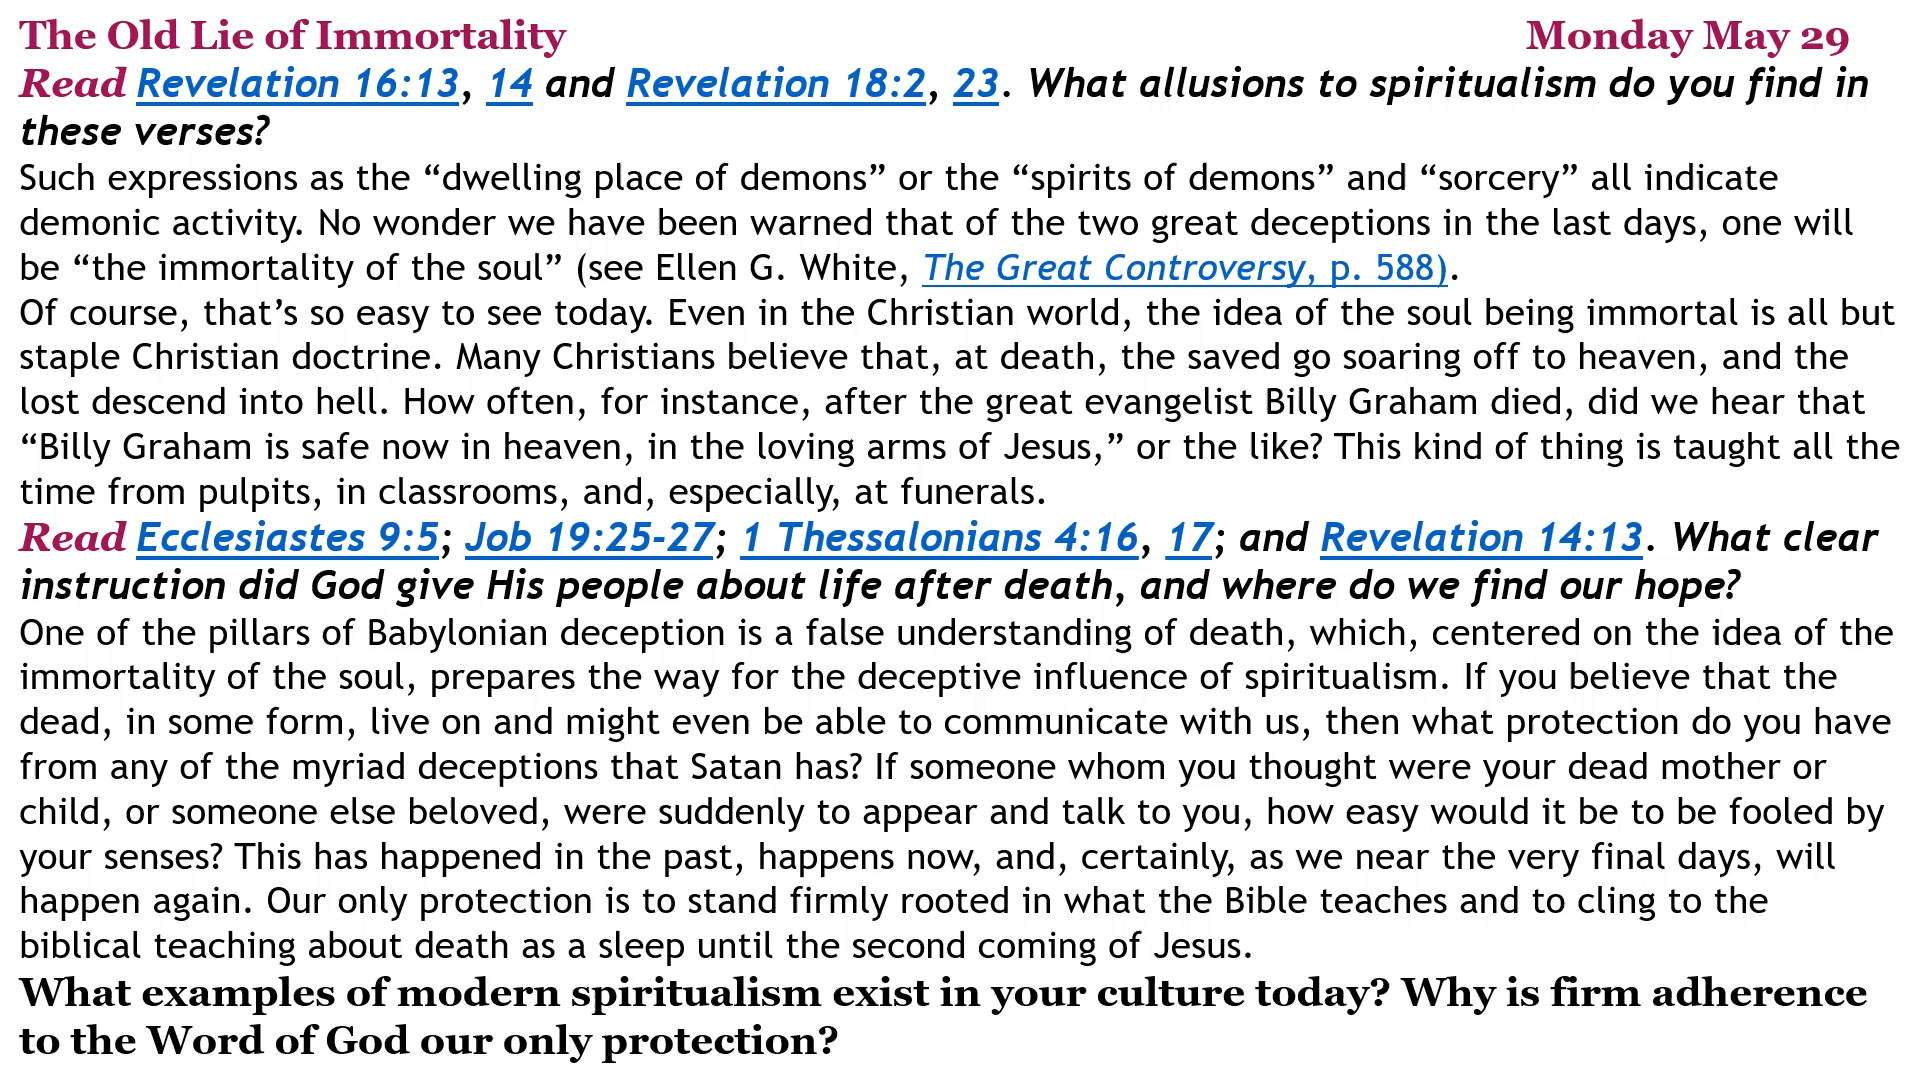 The Old Lie of Immortality Monday May 29
Read Revelation 16:13, 14 and Revelation 18:2, 23. What allusions to spiritualism do you find in
these verses?
Such expressions as the “dwelling place of demons” or the “spirits of demons” and “sorcery” all indicate
demonic activity. No wonder we have been warned that of the two great deceptions in the last days, one will
be “the immortality of the soul” (see Ellen G. White, The Great Controversy, p. 588).
Of course, that’s so easy to see today. Even in the Christian world, the idea of the soul being immortal is all but
staple Christian doctrine. Many Christians believe that, at death, the saved go soaring off to heaven, and the
lost descend into hell. How often, for instance, after the great evangelist Billy Graham died, did we hear that
“Billy Graham is safe now in heaven, in the loving arms of Jesus,” or the like? This kind of thing is taught all the
time from pulpits, in classrooms, and, especially, at funerals.
Read Ecclesiastes 9:5; Job 19:25-27; 1 Thessalonians 4:16, 17; and Revelation 14:13. What clear
instruction did God give His people about life after death, and where do we find our hope?
One of the pillars of Babylonian deception is a false understanding of death, which, centered on the idea of the
immortality of the soul, prepares the way for the deceptive influence of spiritualism. If you believe that the
dead, in some form, live on and might even be able to communicate with us, then what protection do you have
from any of the myriad deceptions that Satan has? If someone whom you thought were your dead mother or
child, or someone else beloved, were suddenly to appear and talk to you, how easy would it be to be fooled by
your senses? This has happened in the past, happens now, and, certainly, as we near the very final days, will
happen again. Our only protection is to stand firmly rooted in what the Bible teaches and to cling to the
biblical teaching about death as a sleep until the second coming of Jesus.
What examples of modern spiritualism exist in your culture today? Why is firm adherence
to the Word of God our only protection?